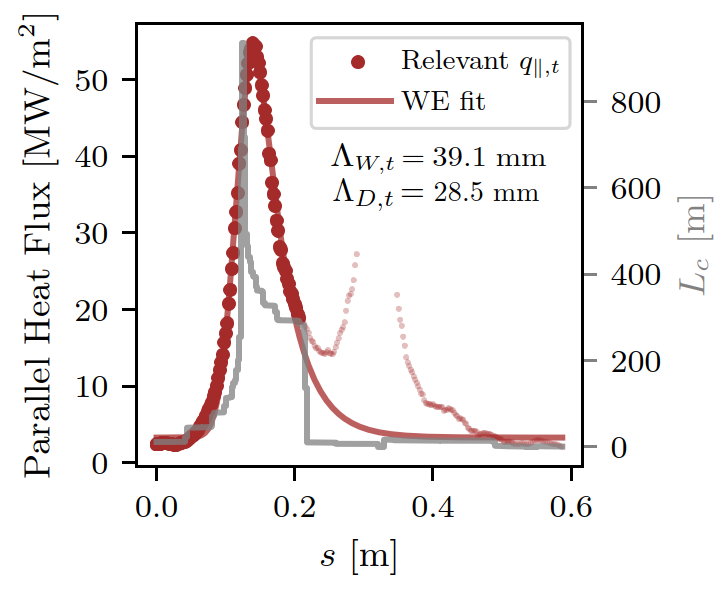 Parallel Heat Flux [MW/m²]
50
40
30
20
10
0
Relevant q∥,t
WE fit
Λ_W,t = 39.1 mm
Λ_D,t = 28.5 mm
800
600
400
200
0
L_c [m]
0.0
0.2
0.4
0.6
s [m]